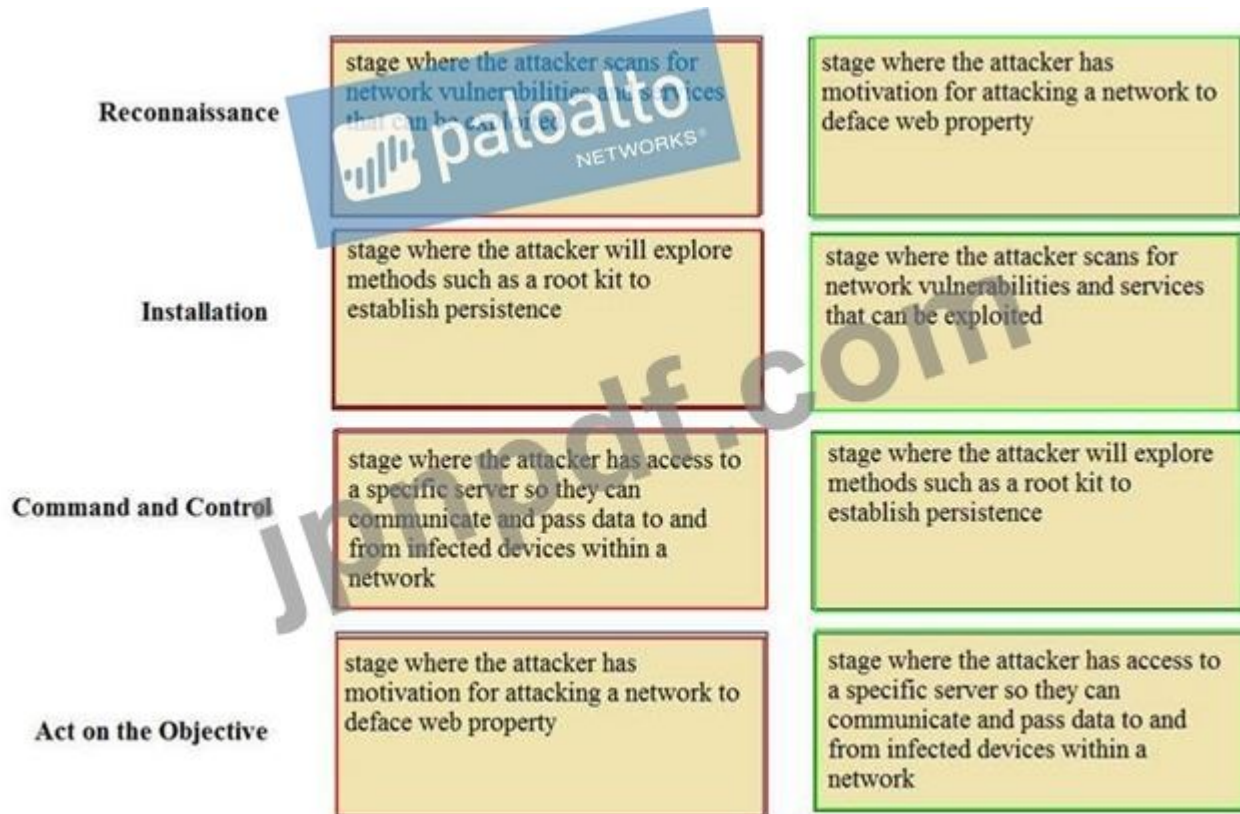 Reconnaissance
stage where the attacker scans for
network vulnerabilities and services
that can be exploited
stage where the attacker has
motivation for attacking a network to
deface web property
paloalto
NETWORKS®
Installation
stage where the attacker will explore
methods such as a root kit to
establish persistence
stage where the attacker scans for
network vulnerabilities and services
that can be exploited
Command and Control
stage where the attacker has access to
a specific server so they can
communicate and pass data to and
from infected devices within a
network
stage where the attacker will explore
methods such as a root kit to
establish persistence
Act on the Objective
stage where the attacker has
motivation for attacking a network to
deface web property
stage where the attacker has access to
a specific server so they can
communicate and pass data to and
from infected devices within a
network
jpnpdf.com